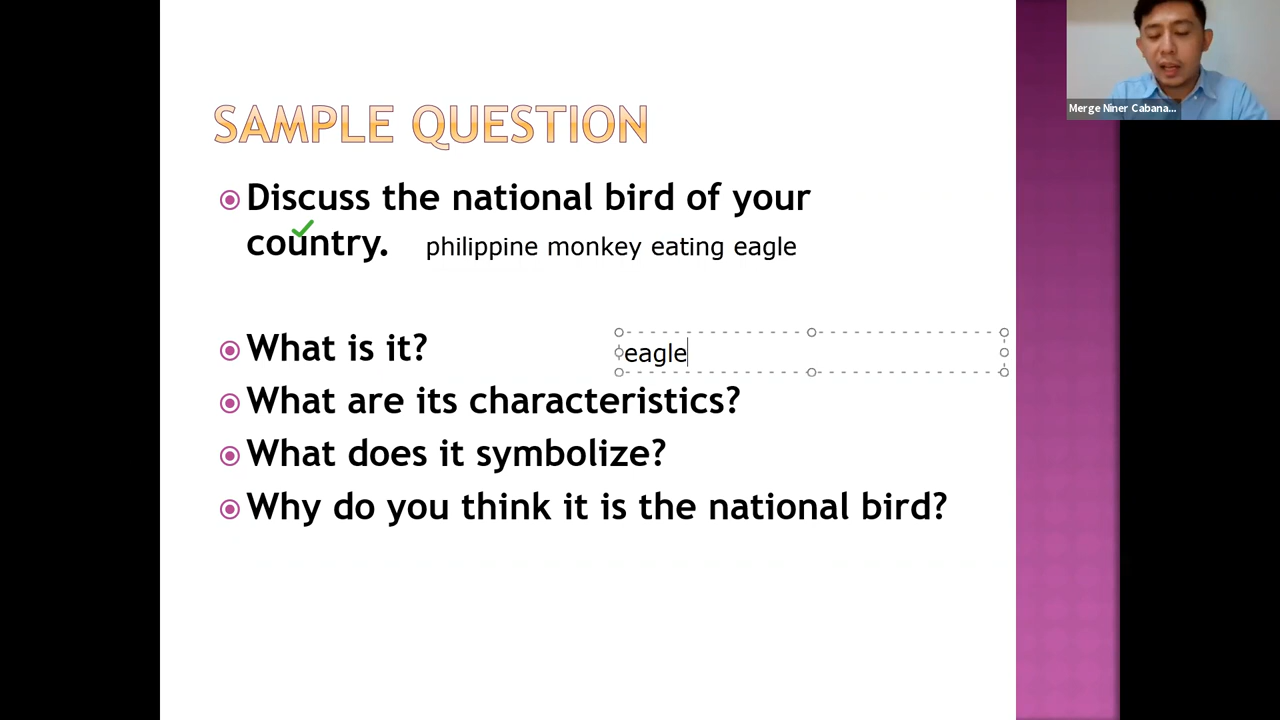 SAMPLE QUESTION
Discuss the national bird of your
country. philippine monkey eating eagle
What is it? eagle
What are its characteristics?
What does it symbolize?
Why do you think it is the national bird?
Merge Niner Cabana...